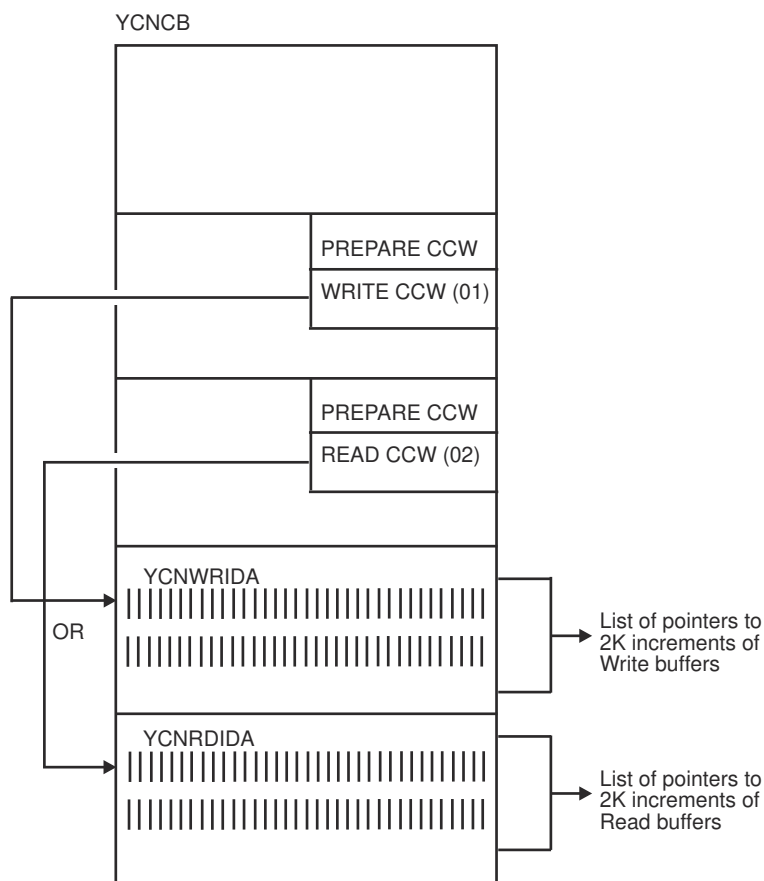 YCNCB
PREPARE CCW
WRITE CCW (01)
PREPARE CCW
READ CCW (02)
YCNWRIDA
OR
List of pointers to
2K increments of
Write buffers
YCNRDIDA
List of pointers to
2K increments of
Read buffers